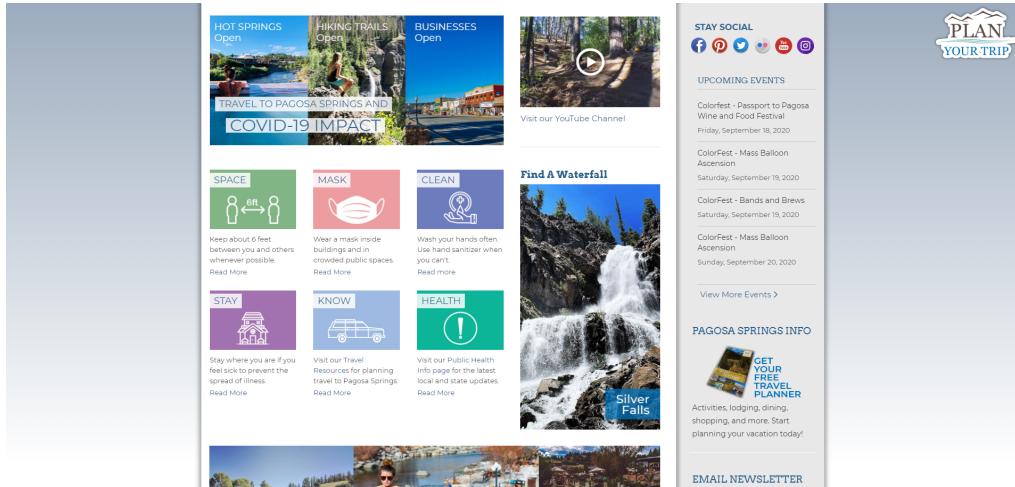 HOT SPRINGS
Open
HIKING TRAILS
Open
BUSINESSES
Open
TRAVEL TO PAGOSA SPRINGS AND
COVID-19 IMPACT
Visit our YouTube Channel
SPACE
6ft
Keep about 6 feet
between you and others
whenever possible.
Read More
MASK
Wear a mask inside
buildings and in
crowded public spaces.
Read More
CLEAN
Wash your hands often.
Use hand sanitizer when
you can't.
Read more
STAY
Stay where you are if you
feel sick to prevent the
spread of illness.
Read More
KNOW
Visit our Travel
Resources for planning
travel to Pagosa Springs.
Read More
HEALTH
Visit our Public Health
Info page for the latest
local and state updates.
Read More
Find A Waterfall
Silver
Falls
STAY SOCIAL
You
UPCOMING EVENTS
Colorfest - Passport to Pagosa
Wine and Food Festival
Friday, September 18, 2020
ColorFest - Mass Balloon
Ascension
Saturday, September 19, 2020
ColorFest - Bands and Brews
Saturday, September 19, 2020
ColorFest - Mass Balloon
Ascension
Sunday, September 20, 2020
View More Events >
PAGOSA SPRINGS INFO
GET
YOUR
FREE
TRAVEL
PLANNER
Activities, lodging, dining,
shopping, and more. Start
planning your vacation today!
EMAIL NEWSLETTER
PLAN
YOUR TRIP